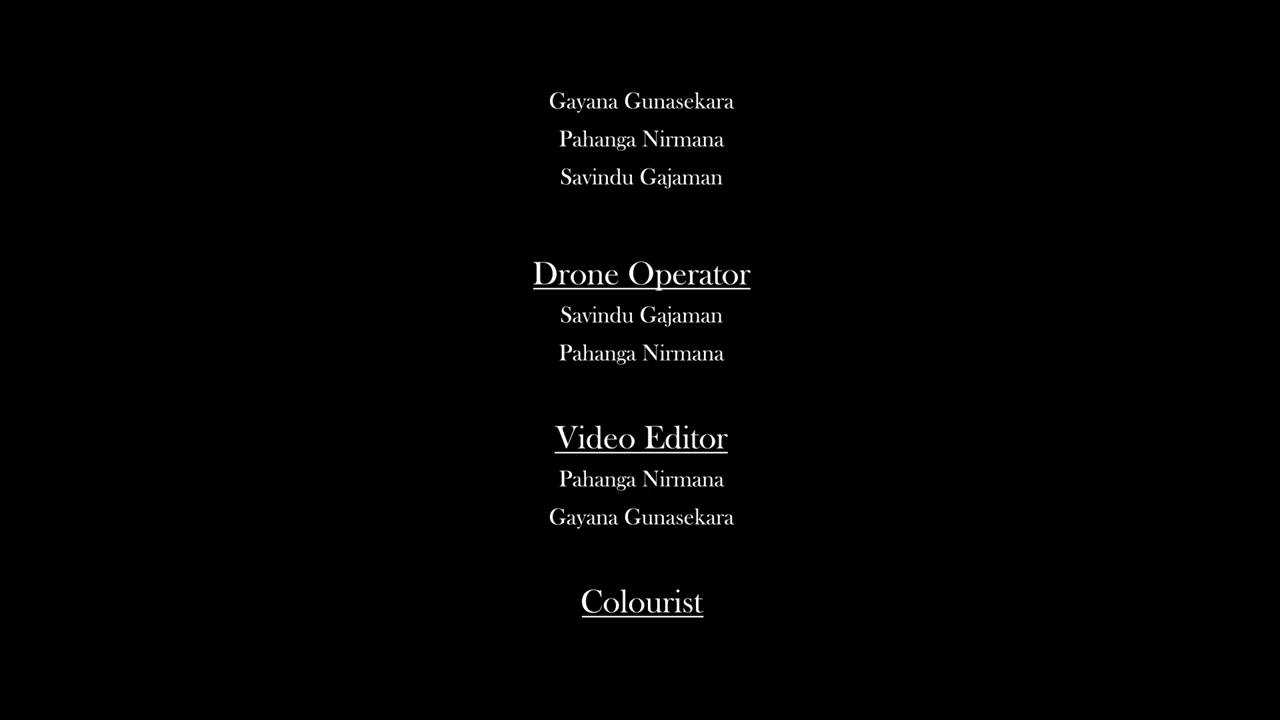 Gayana Gunasekara
Pahanga Nirmana
Savindu Gajaman
Drone Operator
Savindu Gajaman
Pahanga Nirmana
Video Editor
Pahanga Nirmana
Gayana Gunasekara
Colourist